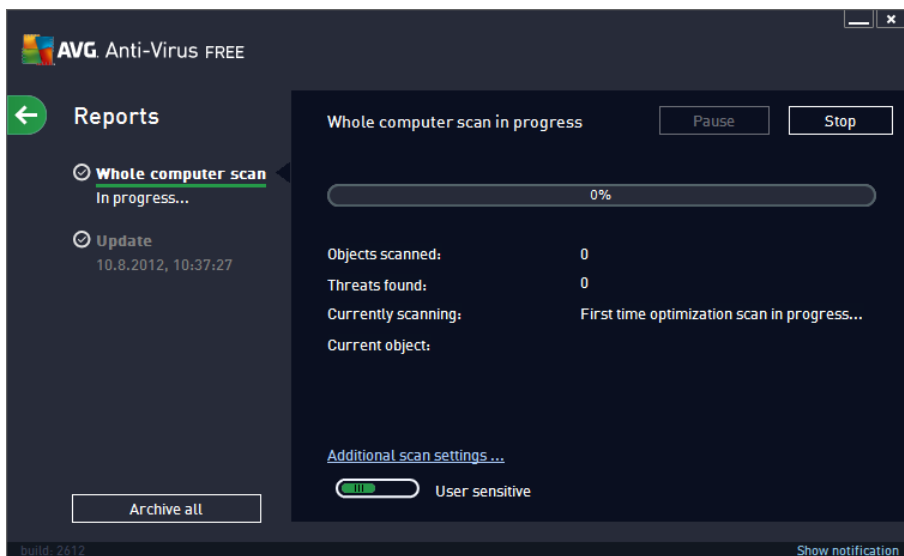 AVG. Anti-Virus FREE
Reports
Whole computer scan
In progress...
Update
10.8.2012, 10:37:27
Archive all
Whole computer scan in progress
Pause
Stop
0%
Objects scanned: 0
Threats found: 0
Currently scanning: First time optimization scan in progress...
Current object:
Additional scan settings ...
User sensitive
build: 2612
Show notification